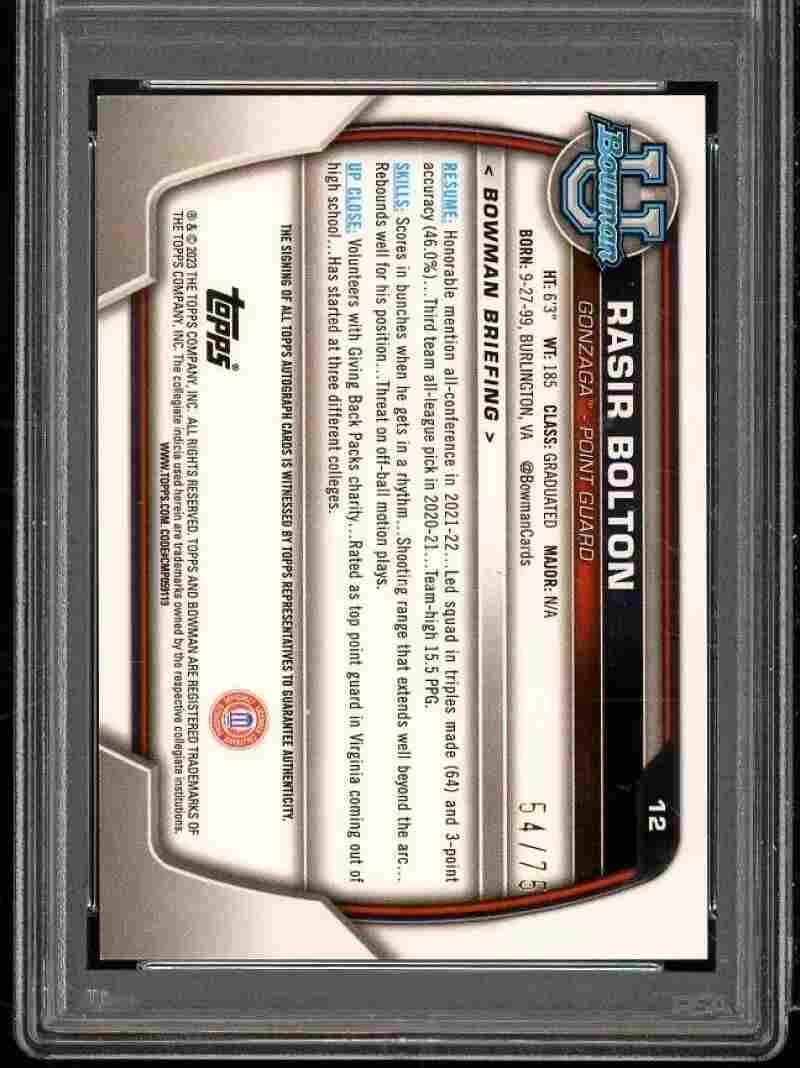 Bowman
U
12
RASIR BOLTON
GONZAGA™ - POINT GUARD
HT: 6'3" WT: 185 CLASS: GRADUATED MAJOR: N/A
BORN: 9-27-99, BURLINGTON, VA @BowmanCards
54/75
< BOWMAN BRIEFING >
RESUME: Honorable mention all-conference in 2021-22...Led squad in triples made (64) and 3-point
accuracy (46.0%)...Third team all-league pick in 2020-21...Team-high 15.5 PPG.
SKILLS: Scores in bunches when he gets in a rhythm...Shooting range that extends well beyond the arc...
Rebounds well for his position...Threat on off-ball motion plays.
UP CLOSE: Volunteers with Giving Back Packs charity...Rated as top point guard in Virginia coming out of
high school...Has started at three different colleges.
THE SIGNING OF ALL TOPPS AUTOGRAPH CARDS IS WITNESSED BY TOPPS REPRESENTATIVES TO GUARANTEE AUTHENTICITY.
topps®
® & © 2023 THE TOPPS COMPANY, INC. ALL RIGHTS RESERVED. TOPPS AND BOWMAN ARE REGISTERED TRADEMARKS OF
THE TOPPS COMPANY, INC. The collegiate indicia used herein are trademarks owned by the respective collegiate institutions.
WWW.TOPPS.COM CODE#CMP059119
PSA